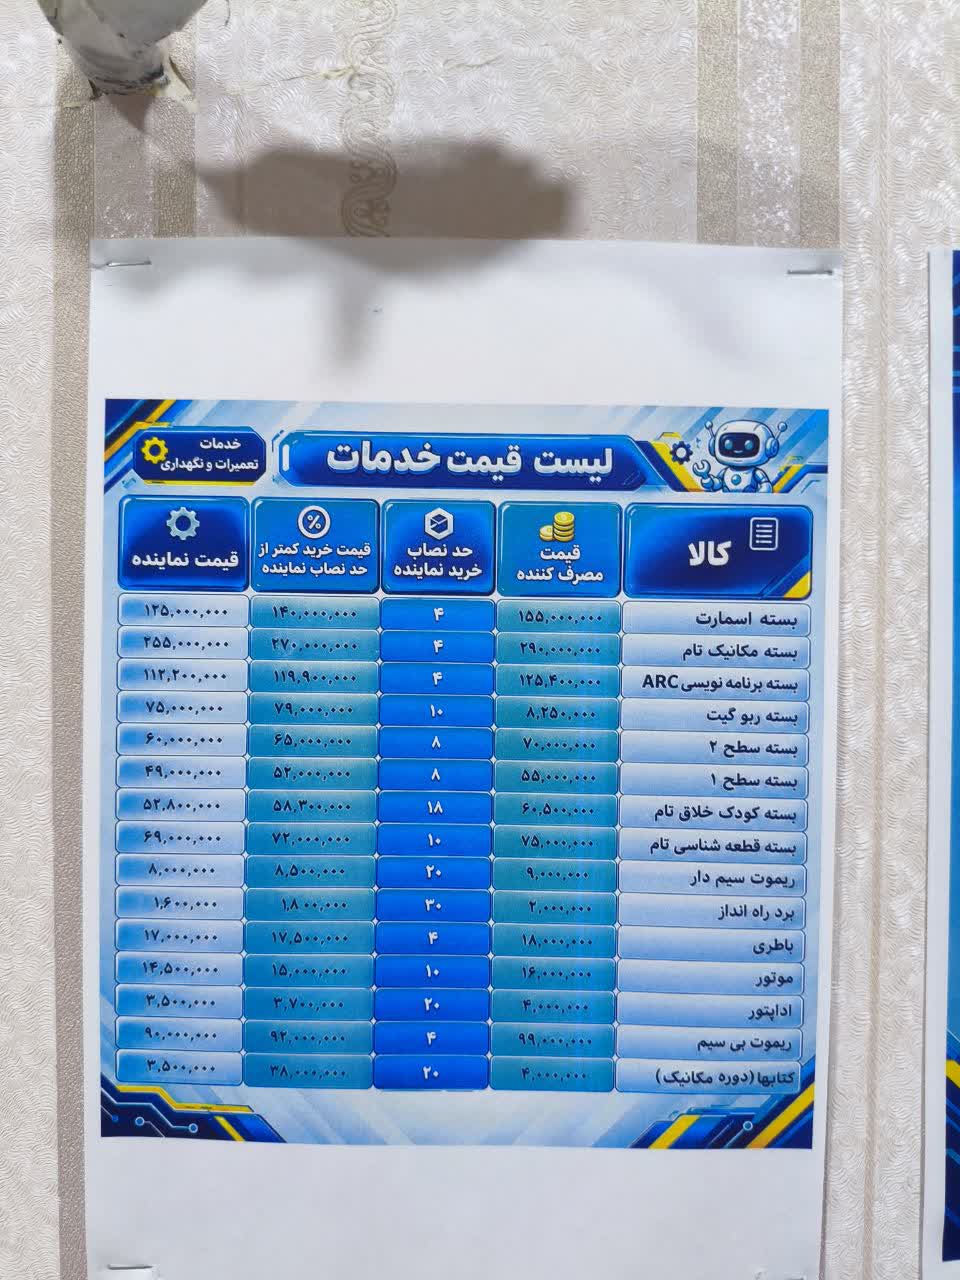 لیست قیمت خدمات
خدمات
تعمیرات و نگهداری
کالا | قیمت مصرف کننده | حد نصاب خرید نماینده | قیمت خرید کمتر از حد نصاب نماینده | قیمت نماینده
بسته اسمارت | ۱۵۵,۰۰۰,۰۰۰ | ۴ | ۱۴۰,۰۰۰,۰۰۰ | ۱۲۵,۰۰۰,۰۰۰
بسته مکانیک تام | ۲۹۰,۰۰۰,۰۰۰ | ۴ | ۲۷۰,۰۰۰,۰۰۰ | ۲۵۵,۰۰۰,۰۰۰
بسته برنامه نویسی ARC | ۱۲۵,۴۰۰,۰۰۰ | ۴ | ۱۱۹,۹۰۰,۰۰۰ | ۱۱۲,۲۰۰,۰۰۰
بسته ربو گیت | ۸,۲۵۰,۰۰۰ | ۱۰ | ۷۹,۰۰۰,۰۰۰ | ۷۵,۰۰۰,۰۰۰
بسته سطح ۲ | ۷۰,۰۰۰,۰۰۰ | ۸ | ۶۵,۰۰۰,۰۰۰ | ۶۰,۰۰۰,۰۰۰
بسته سطح ۱ | ۵۵,۰۰۰,۰۰۰ | ۸ | ۵۲,۰۰۰,۰۰۰ | ۴۹,۰۰۰,۰۰۰
بسته کودک خلاق تام | ۶۰,۵۰۰,۰۰۰ | ۱۸ | ۵۸,۳۰۰,۰۰۰ | ۵۲,۸۰۰,۰۰۰
بسته قطعه شناسی تام | ۷۵,۰۰۰,۰۰۰ | ۱۰ | ۷۲,۰۰۰,۰۰۰ | ۶۹,۰۰۰,۰۰۰
ریموت سیم دار | ۹,۰۰۰,۰۰۰ | ۲۰ | ۸,۵۰۰,۰۰۰ | ۸,۰۰۰,۰۰۰
برد راه انداز | ۲,۰۰۰,۰۰۰ | ۳۰ | ۱,۸۰۰,۰۰۰ | ۱,۶۰۰,۰۰۰
باطری | ۱۸,۰۰۰,۰۰۰ | ۴ | ۱۷,۵۰۰,۰۰۰ | ۱۷,۰۰۰,۰۰۰
موتور | ۱۶,۰۰۰,۰۰۰ | ۱۰ | ۱۵,۰۰۰,۰۰۰ | ۱۴,۵۰۰,۰۰۰
اداپتور | ۴,۰۰۰,۰۰۰ | ۲۰ | ۳,۷۰۰,۰۰۰ | ۳,۵۰۰,۰۰۰
ریموت بی سیم | ۹۹,۰۰۰,۰۰۰ | ۴ | ۹۲,۰۰۰,۰۰۰ | ۹۰,۰۰۰,۰۰۰
کتابها (دوره مکانیک) | ۴,۰۰۰,۰۰۰ | ۲۰ | ۳۸,۰۰۰,۰۰۰ | ۳,۵۰۰,۰۰۰